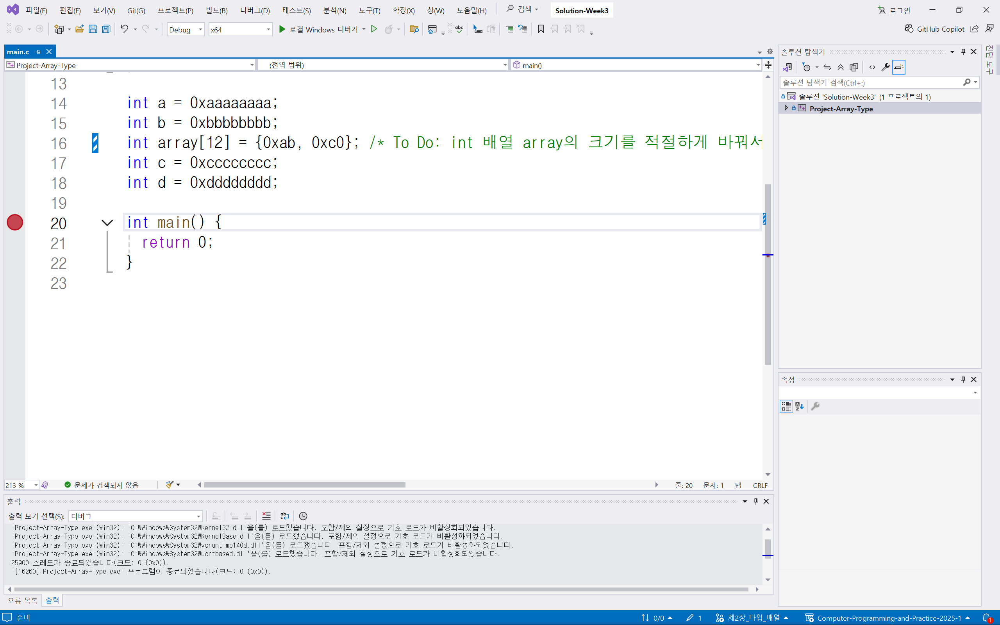 파일(F) 편집(E) 보기(V) Git(G) 프로젝트(P) 빌드(B) 디버그(D) 테스트(S) 분석(N) 도구(T) 확장(X) 창(W) 도움말(H) 검색 Solution-Week3 로그인
Debug x64 로컬 Windows 디버거 GitHub Copilot
main.c
Project-Array-Type (전역 범위) main()
13
14 int a = 0xaaaaaaaa;
15 int b = 0xbbbbbbbb;
16 int array[12] = {0xab, 0xc0}; /* To Do: int 배열 array의 크기를 적절하게 바꿔서
17 int c = 0xcccccccc;
18 int d = 0xdddddddd;
19
20 int main() {
21 return 0;
22 }
23
213 % 문제가 검색되지 않음 줄: 20 문자: 1 탭 CRLF
출력
출력 보기 선택(S): 디버그
'Project-Array-Type.exe'(Win32): 'C:₩Windows₩System32₩kernel32.dll'을(를) 로드했습니다. 포함/제외 설정으로 기호 로드가 비활성화되었습니다.
'Project-Array-Type.exe'(Win32): 'C:₩Windows₩System32₩KernelBase.dll'을(를) 로드했습니다. 포함/제외 설정으로 기호 로드가 비활성화되었습니다.
'Project-Array-Type.exe'(Win32): 'C:₩Windows₩System32₩vcruntime140d.dll'을(를) 로드했습니다. 포함/제외 설정으로 기호 로드가 비활성화되었습니다.
'Project-Array-Type.exe'(Win32): 'C:₩Windows₩System32₩ucrtbased.dll'을(를) 로드했습니다. 포함/제외 설정으로 기호 로드가 비활성화되었습니다.
25900 스레드가 종료되었습니다(코드: 0 (0x0)).
'[16260] Project-Array-Type.exe' 프로그램이 종료되었습니다(코드: 0 (0x0)).
오류 목록 출력
솔루션 탐색기
솔루션 탐색기 검색(Ctrl+;)
솔루션 'Solution-Week3' (1 프로젝트의 1)
Project-Array-Type
속성
진단 도구
준비 0/0 1 제2장_타입_배열 Computer-Programming-and-Practice-2025-1 1